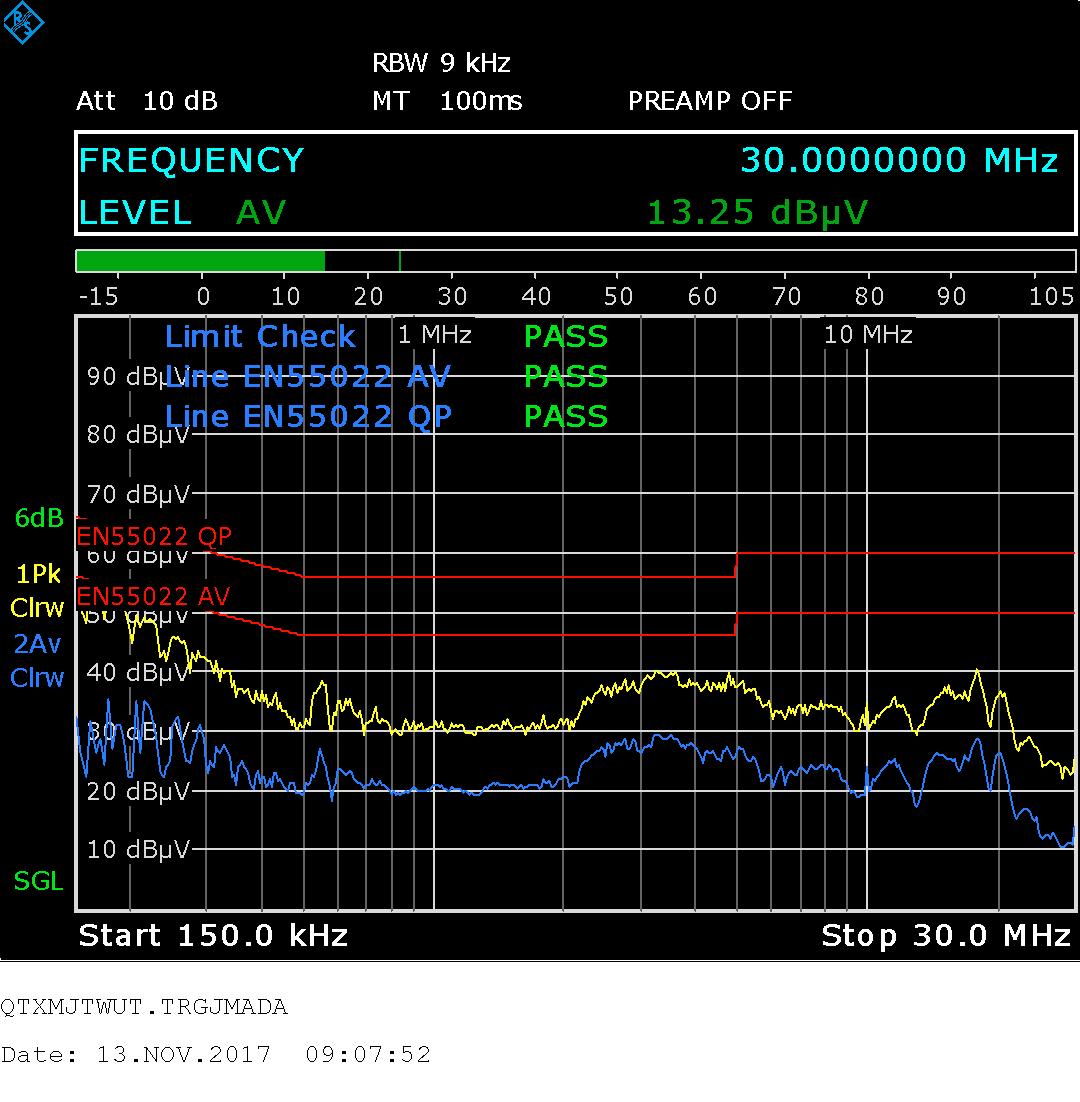 R&S
RBW 9 kHz
Att 10 dB MT 100ms PREAMP OFF
FREQUENCY 30.0000000 MHz
LEVEL AV 13.25 dBµV
-15 0 10 20 30 40 50 60 70 80 90 105
Limit Check 1 MHz PASS 10 MHz
90 dBµV Line EN55022 AV PASS
Line EN55022 QP PASS
80 dBµV
70 dBµV
6dB
EN55022 QP
60 dBµV
1Pk
EN55022 AV
Clrw
50 dBµV
2Av
40 dBµV
Clrw
30 dBµV
20 dBµV
10 dBµV
SGL
Start 150.0 kHz Stop 30.0 MHz
QTXMJTWUT.TRGJMADA
Date: 13.NOV.2017 09:07:52